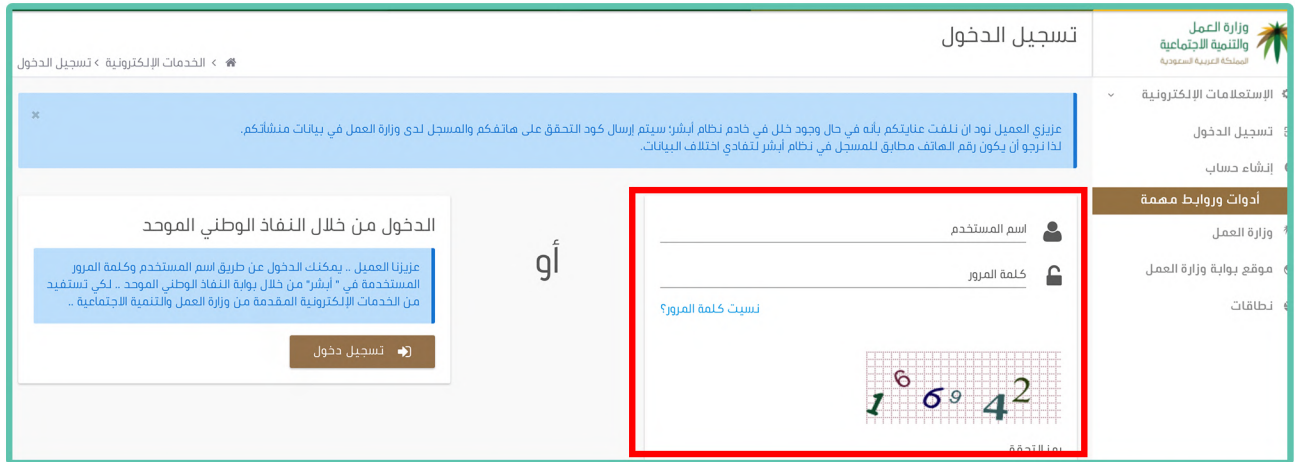 وزارة العمل
والتنمية الاجتماعية
المملكة العربية السعودية
الإستعلامات الإلكترونية
تسجيل الدخول
إنشاء حساب
أدوات وروابط مهمة
وزارة العمل
موقع بوابة وزارة العمل
نطاقات
تسجيل الدخول
> الخدمات الإلكترونية > تسجيل الدخول
×
عزيزي العميل نود ان نلفت عنايتكم بأنه في حال وجود خلل في خادم نظام أبشر؛ سيتم إرسال كود التحقق على هاتفكم والمسجل لدى وزارة العمل في بيانات منشأتكم.
لذا نرجو أن يكون رقم الهاتف مطابق للمسجل في نظام أبشر لتفادي اختلاف البيانات.
اسم المستخدم
كلمة المرور
نسيت كلمة المرور؟
1 6 6 9 4 2
رمز التحقق
أو
الدخول من خلال النفاذ الوطني الموحد
عزيزنا العميل .. يمكنك الدخول عن طريق اسم المستخدم وكلمة المرور
المستخدمة في " أبشر" من خلال بوابة النفاذ الوطني الموحد .. لكي تستفيد
من الخدمات الإلكترونية المقدمة من وزارة العمل والتنمية الاجتماعية ..
تسجيل دخول